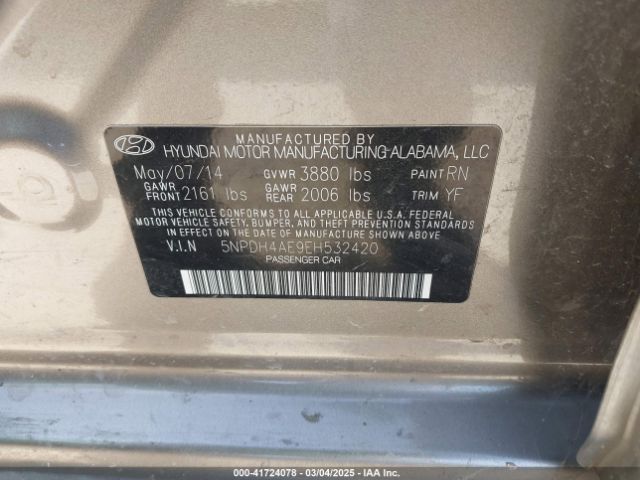 MANUFACTURED BY
HYUNDAI MOTOR MANUFACTURING ALABAMA, LLC
May/07/14 GVWR 3880 lbs PAINT RN
GAWR FRONT 2161 lbs GAWR REAR 2006 lbs TRIM YF
THIS VEHICLE CONFORMS TO ALL APPLICABLE U.S.A. FEDERAL
MOTOR VEHICLE SAFETY, BUMPER, AND THEFT PREVENTION STANDARDS
IN EFFECT ON THE DATE OF MANUFACTURE SHOWN ABOVE.
V.I.N 5NPDH4AE9EH532420
PASSENGER CAR
000-41724078 — 03/04/2025 — IAA Inc.